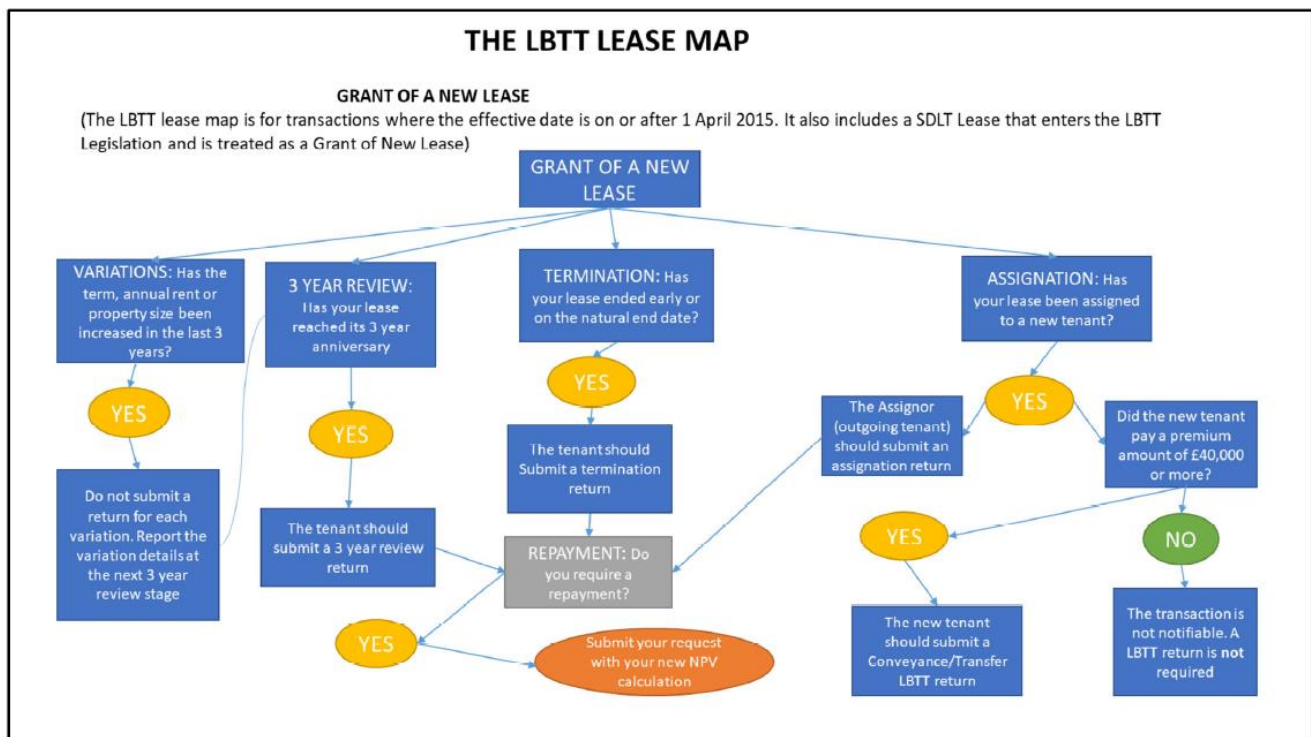 THE LBTT LEASE MAP
GRANT OF A NEW LEASE
(The LBTT lease map is for transactions where the effective date is on or after 1 April 2015. It also includes a SDLT Lease that enters the LBTT
Legislation and is treated as a Grant of New Lease)
GRANT OF A NEW
LEASE
VARIATIONS: Has the
term, annual rent or
property size been
increased in the last 3
years?
YES
Do not submit a
return for each
variation. Report the
variation details at
the next 3 year
review stage
3 YEAR REVIEW:
Has your lease
reached its 3 year
anniversary
YES
The tenant should
submit a 3 year review
return
TERMINATION: Has
your lease ended early or
on the natural end date?
YES
The tenant should
Submit a termination
return
REPAYMENT: Do
you require a
repayment?
YES
Submit your request
with your new NPV
calculation
ASSIGNATION: Has
your lease been assigned
to a new tenant?
YES
The Assignor
(outgoing tenant)
should submit an
assignation return
Did the new tenant
pay a premium
amount of £40,000
or more?
YES
The new tenant
should submit a
Conveyance/Transfer
LBTT return
NO
The transaction is
not notifiable. A
LBTT return is not
required